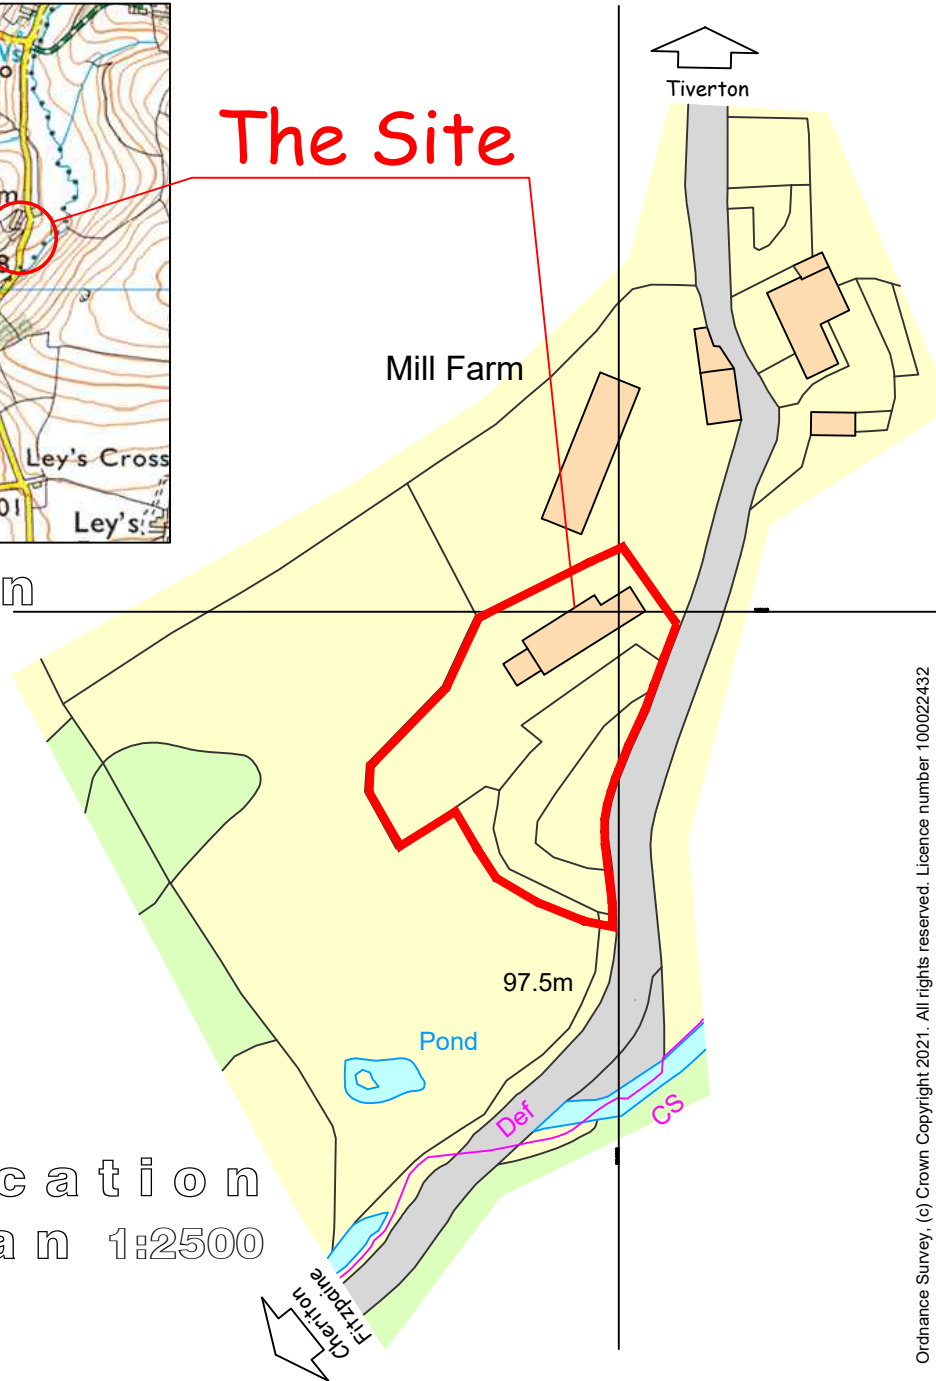 Tiverton
The Site
Mill Farm
Ley's Cross
01
Ley's
n
97.5m
Pond
Def
CS
cation
an 1:2500
Cheriton
Fitzpaine
Ordnance Survey, (c) Crown Copyright 2021. All rights reserved. Licence number 100022432